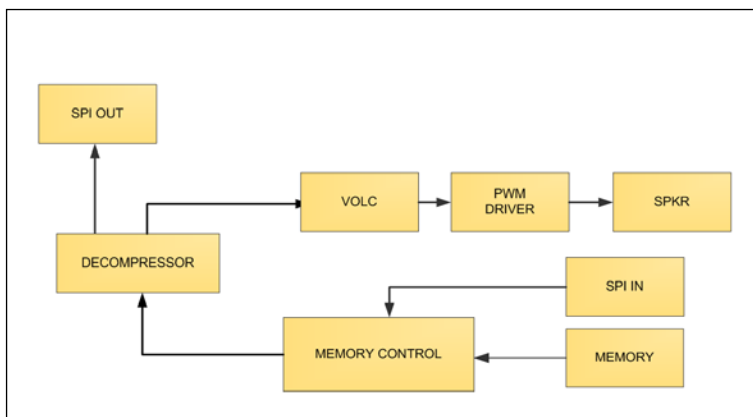 SPI OUT
VOLC
PWM
DRIVER
SPKR
DECOMPRESSOR
SPI IN
MEMORY CONTROL
MEMORY